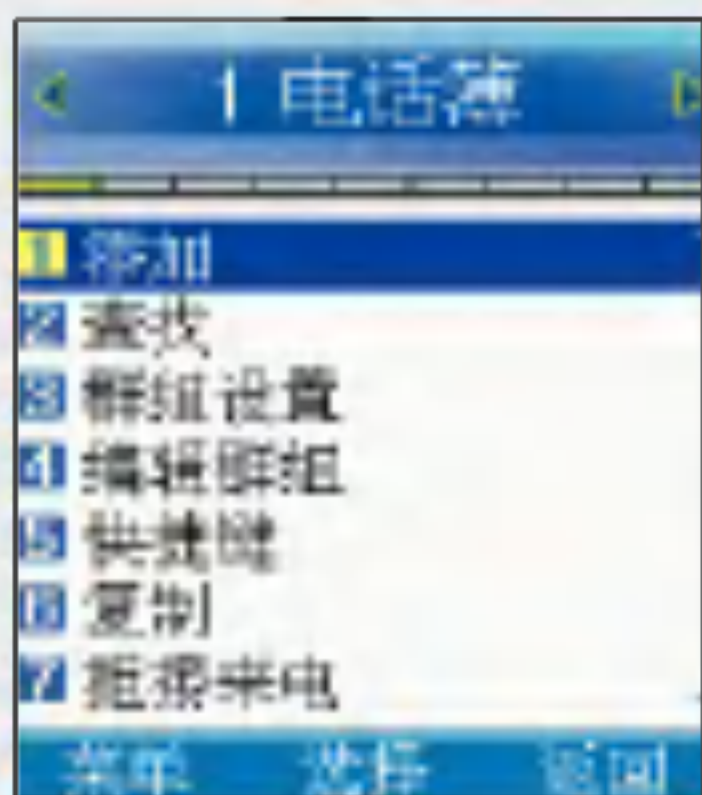 1 电话薄
1 添加
2 查找
3 群组设置
4 编辑群组
5 快捷键
6 复制
7 拒接来电
菜单 选择 返回